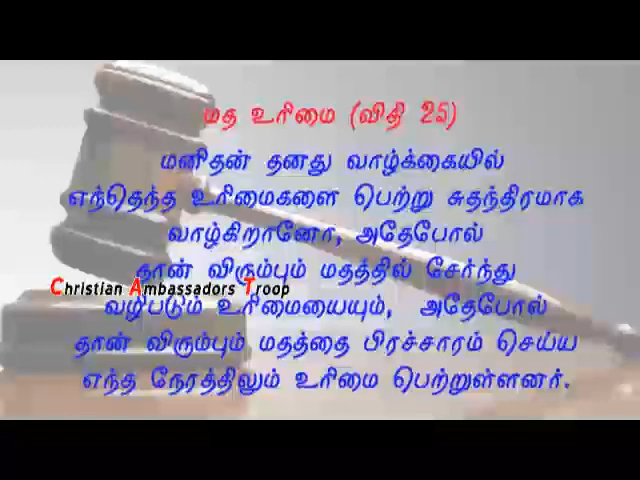 மத உரிமை (விதி 25)
மனிதன் தனது வாழ்க்கையில்
எந்தெந்த உரிமைகளை பெற்று சுதந்திரமாக
வாழ்கிறானோ, அதேபோல்
தான் விரும்பும் மதத்தில் சேர்ந்து
Christian Ambassadors Troop
வழிபடும் உரிமையையும், அதேபோல்
தான் விரும்பும் மதத்தை பிரச்சாரம் செய்ய
எந்த நேரத்திலும் உரிமை பெற்றுள்ளனர்.